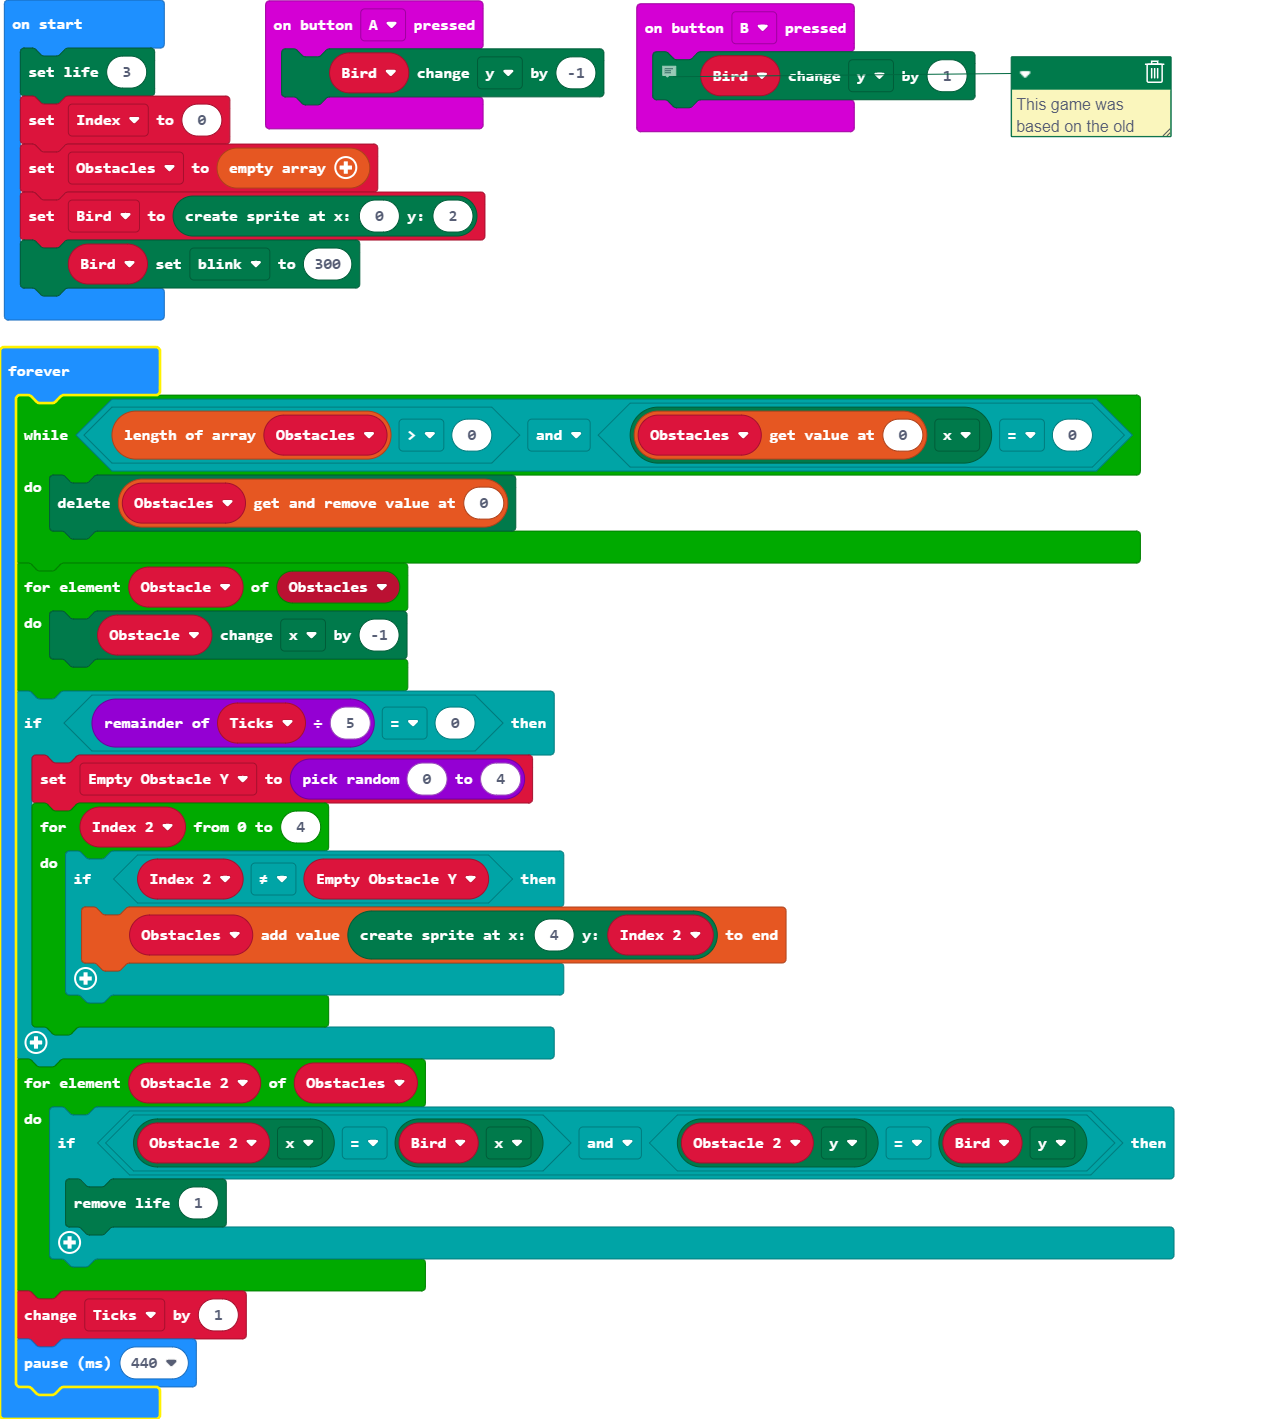 on start
set life 3
set Index to 0
set Obstacles to empty array
set Bird to create sprite at x: 0 y: 2
Bird set blink to 300
on button A pressed
Bird change y by -1
on button B pressed
Bird change y by 1
This game was
based on the old
forever
while length of array Obstacles > 0 and Obstacles get value at 0 x = 0
do
delete Obstacles get and remove value at 0
for element Obstacle of Obstacles
do
Obstacle change x by -1
if remainder of Ticks ÷ 5 = 0 then
set Empty Obstacle Y to pick random 0 to 4
for Index 2 from 0 to 4
do
if Index 2 ≠ Empty Obstacle Y then
Obstacles add value create sprite at x: 4 y: Index 2 to end
for element Obstacle 2 of Obstacles
do
if Obstacle 2 x = Bird x and Obstacle 2 y = Bird y then
remove life 1
change Ticks by 1
pause (ms) 440